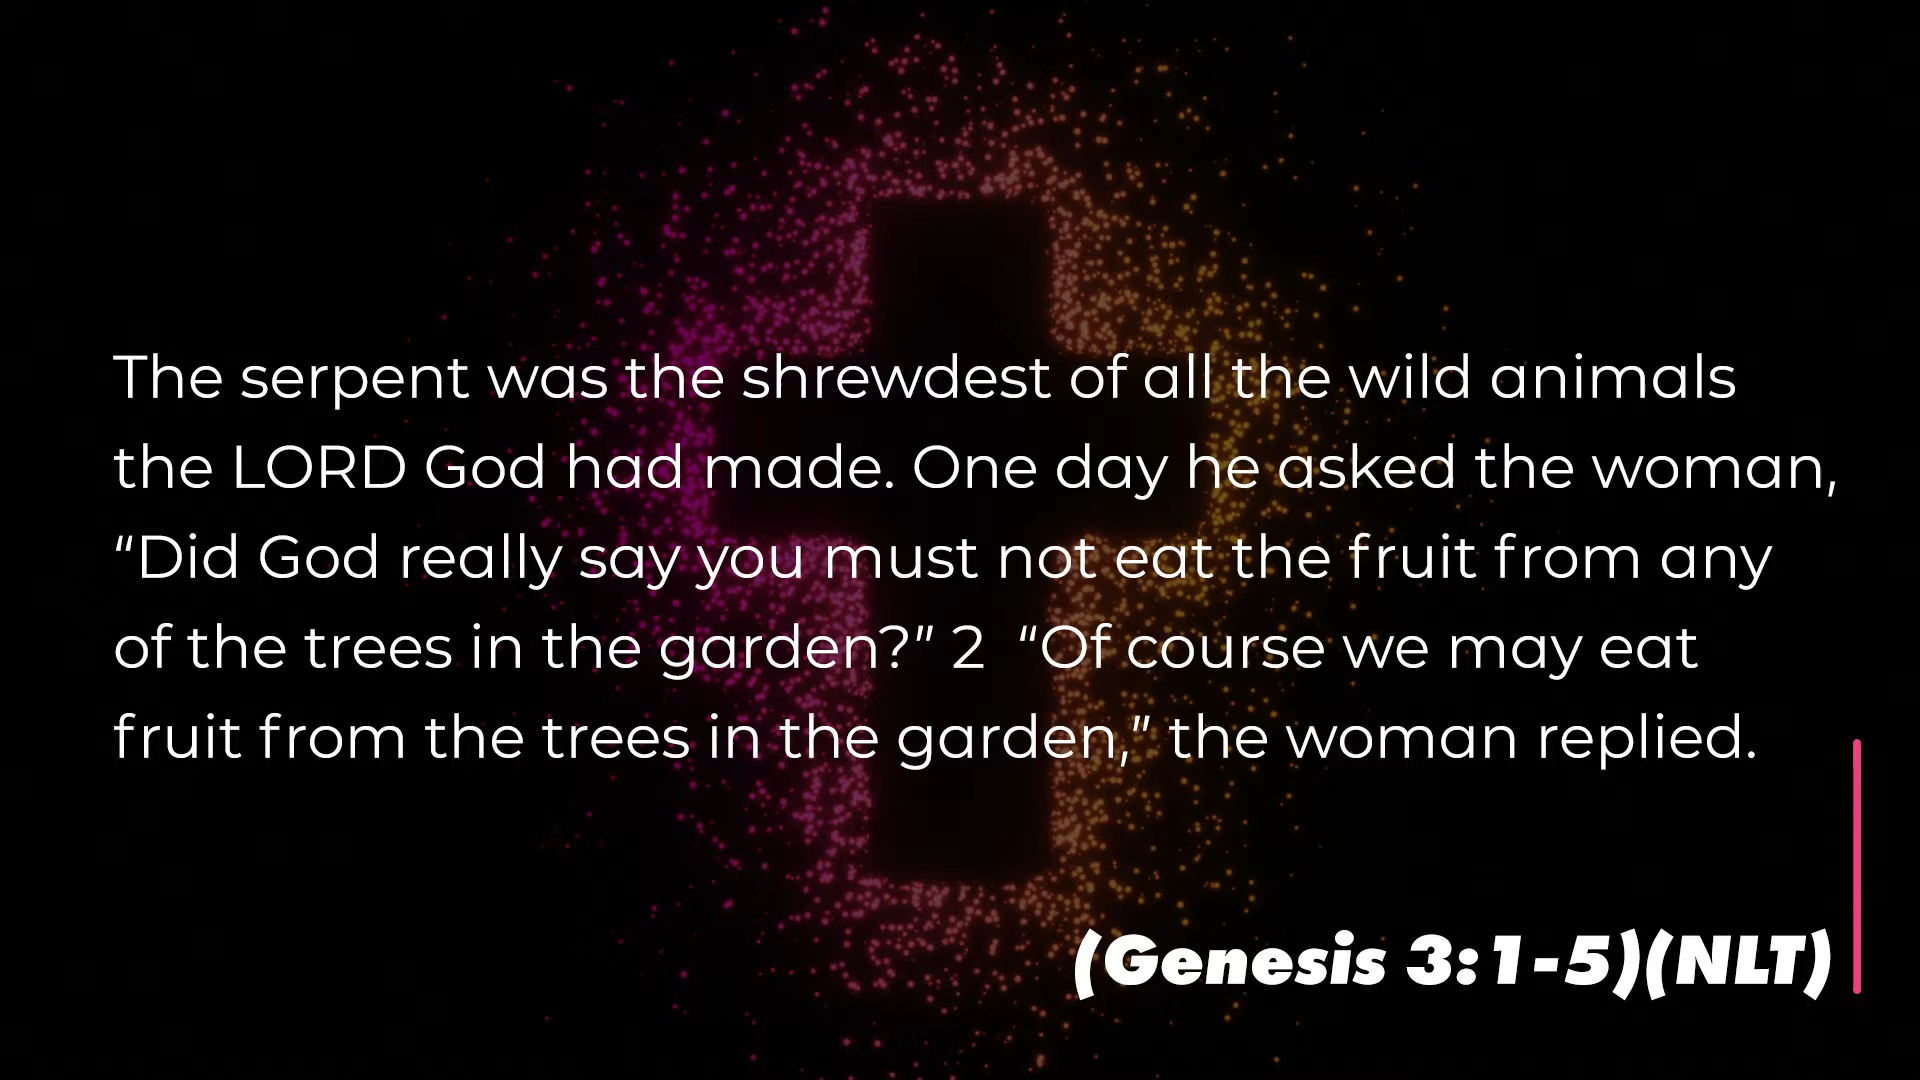 The serpent was the shrewdest of all the wild animals
the LORD God had made. One day he asked the woman,
“Did God really say you must not eat the fruit from any
of the trees in the garden?” 2  “Of course we may eat
fruit from the trees in the garden,” the woman replied.
(Genesis 3:1-5)(NLT)